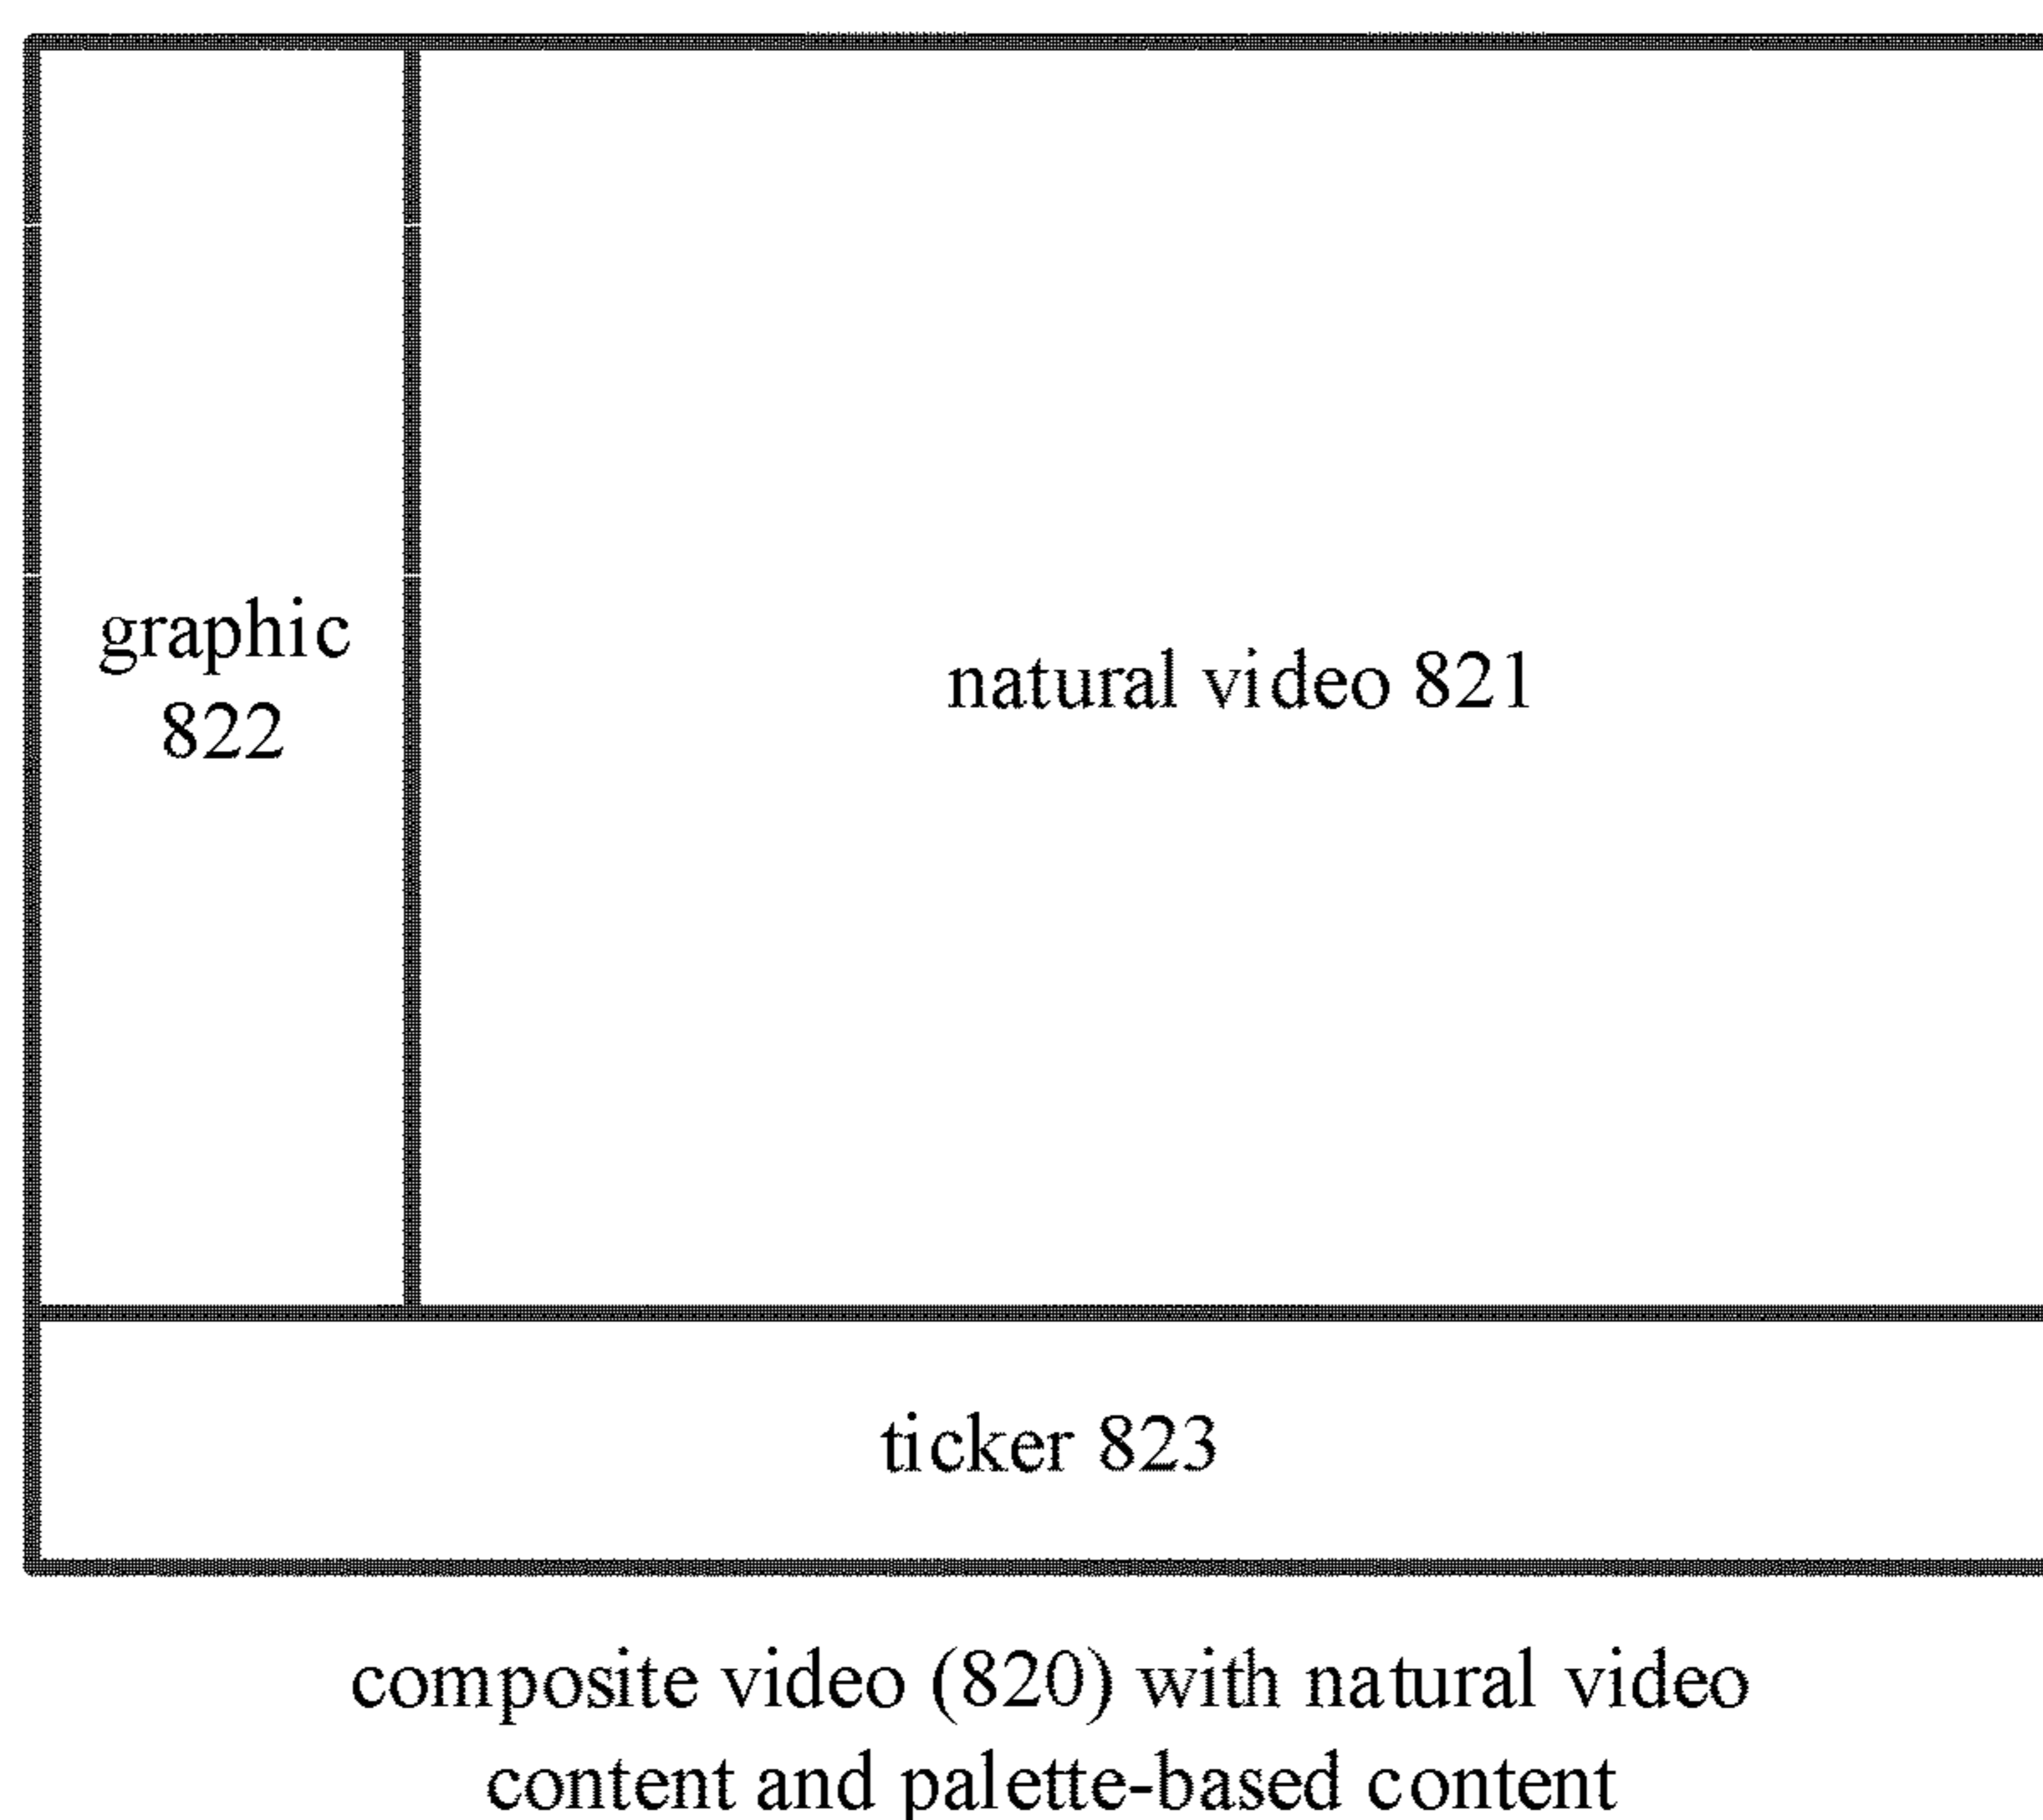 graphic
822
natural video 821
ticker 823
composite video (820) with natural video
content and palette-based content